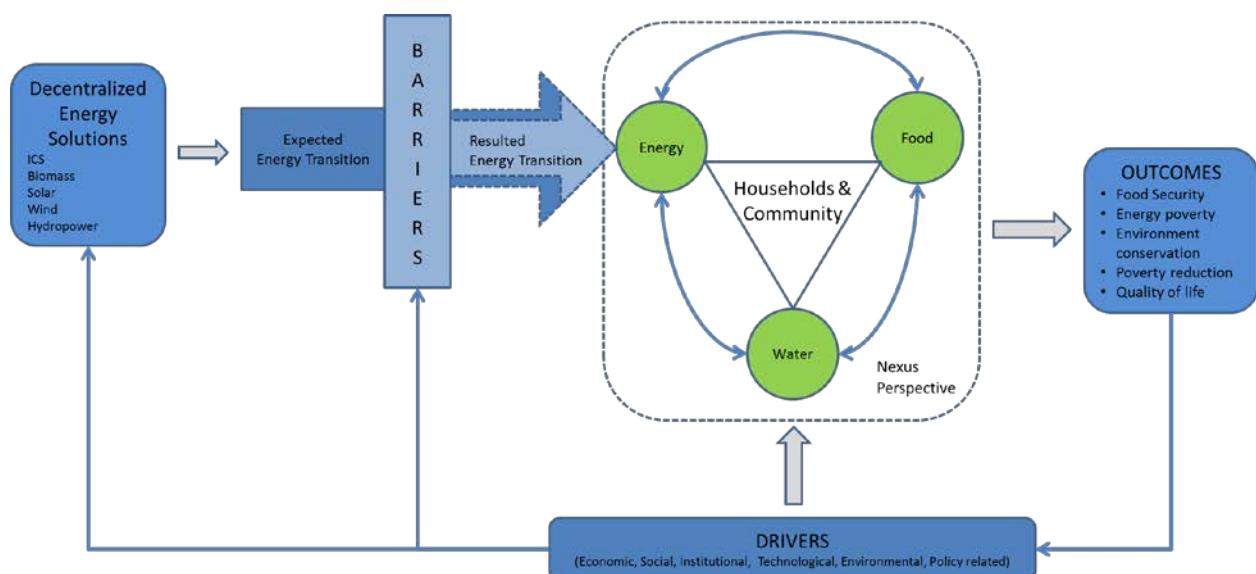 Decentralized
Energy
Solutions
ICS
Biomass
Solar
Wind
Hydropower
Expected
Energy Transition
BARRIERS
Resulted
Energy Transition
Energy
Food
Households &
Community
Water
Nexus
Perspective
OUTCOMES
• Food Security
• Energy poverty
• Environment
conservation
• Poverty reduction
• Quality of life
DRIVERS
(Economic, Social, Institutional, Technological, Environmental, Policy related)